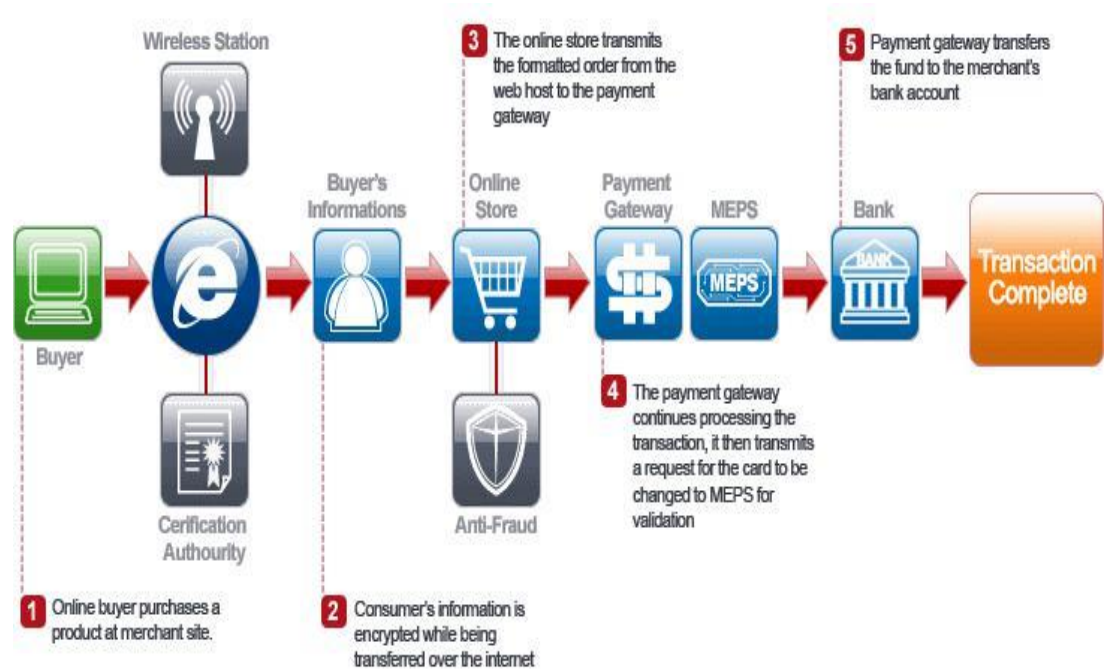 Wireless Station
3
The online store transmits
the formatted order from the
web host to the payment
gateway
5
Payment gateway transfers
the fund to the merchant's
bank account
Buyer's
Informations
Online
Store
Payment
Gateway
MEPS
Bank
e
MEPS
BANK
Transaction
Complete
Buyer
Cerification
Authourity
Anti-Fraud
4
The payment gateway
continues processing the
transaction, it then transmits
a request for the card to be
changed to MEPS for
validation
1
Online buyer purchases a
product at merchant site.
2
Consumer's information is
encrypted while being
transferred over the internet